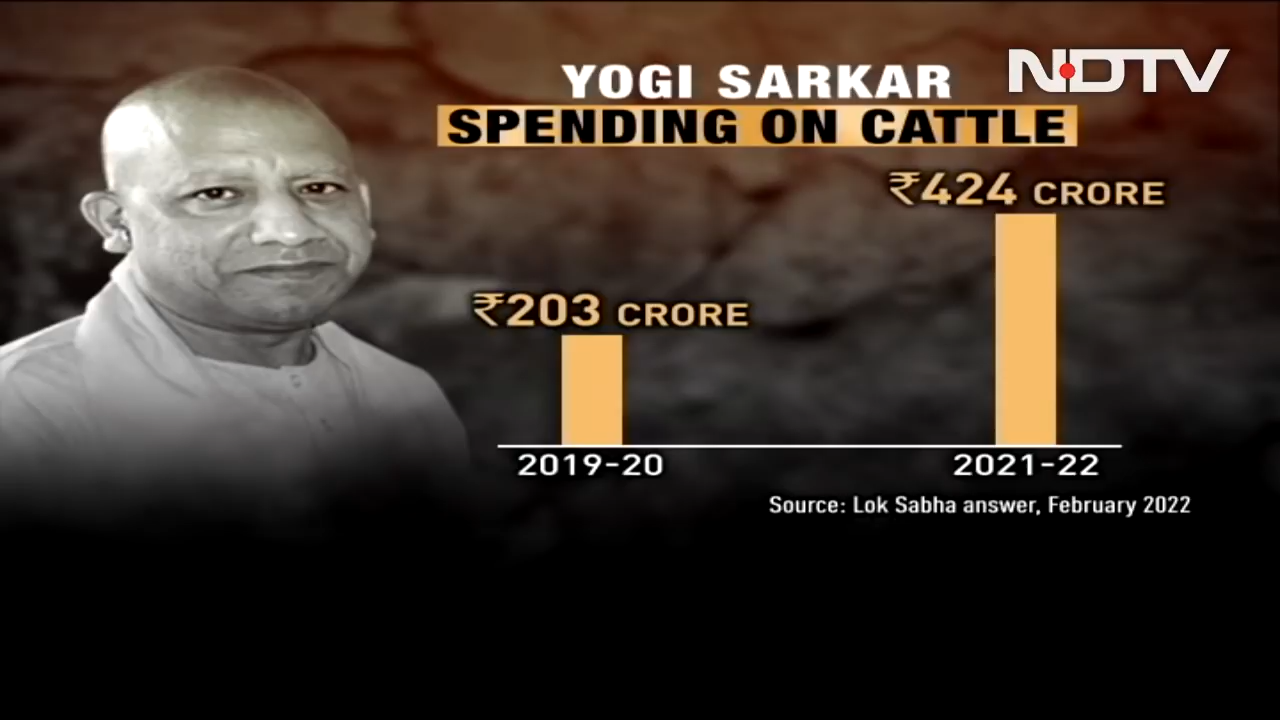 NDTV
YOGI SARKAR
SPENDING ON CATTLE
₹424 CRORE
₹203 CRORE
2019-20
2021-22
Source: Lok Sabha answer, February 2022